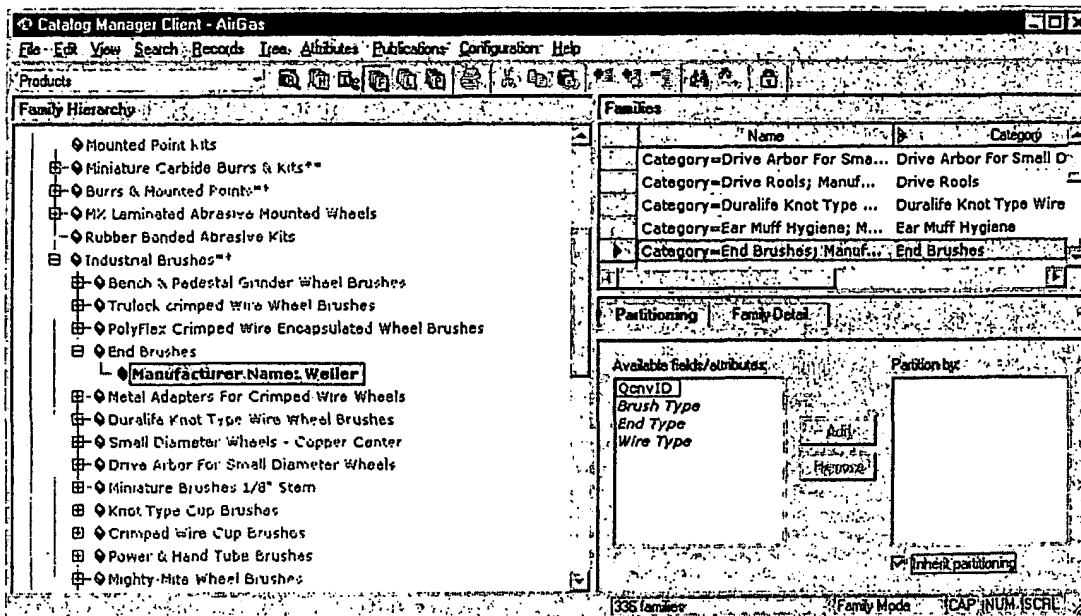 Catalog Manager Client - AirGas
File Edit View Search Records Tree Attributes Publications Configuration Help
Products
Family Hierarchy
Mounted Point Kits
Miniature Carbide Burrs & Kits**
Burrs & Mounted Points**
MX Laminated Abrasive Mounted Wheels
Rubber Bonded Abrasive Kits
Industrial Brushes**
Bench & Pedestal Grinder Wheel Brushes
Trulock Crimped Wire Wheel Brushes
PolyFlex Crimped Wire Encapsulated Wheel Brushes
End Brushes
Manufacturer Name: Weiler
Metal Adapters For Crimped Wire Wheels
Duralife Knot Type Wire Wheel Brushes
Small Diameter Wheels - Copper Center
Drive Arbor For Small Diameter Wheels
Miniature Brushes 1/8" Stem
Knot Type Cup Brushes
Crimped Wire Cup Brushes
Power & Hand Tube Brushes
Mighty-Mite Wheel Brushes
Families
Name Category
Category=Drive Arbor For Sma... Drive Arbor For Small D
Category=Drive Rools; Manuf... Drive Rools
Category=Duralife Knot Type ... Duralife Knot Type Wire
Category=Ear Muff Hygiene; M... Ear Muff Hygiene
Category=End Brushes; Manuf... End Brushes
Partitioning Family Detail
Available fields/attributes: Partition by:
QcnvID
Brush Type
End Type
Wire Type
Add
Remove
Inherit partitioning
335 families Family Mode CAP NUM SCRL